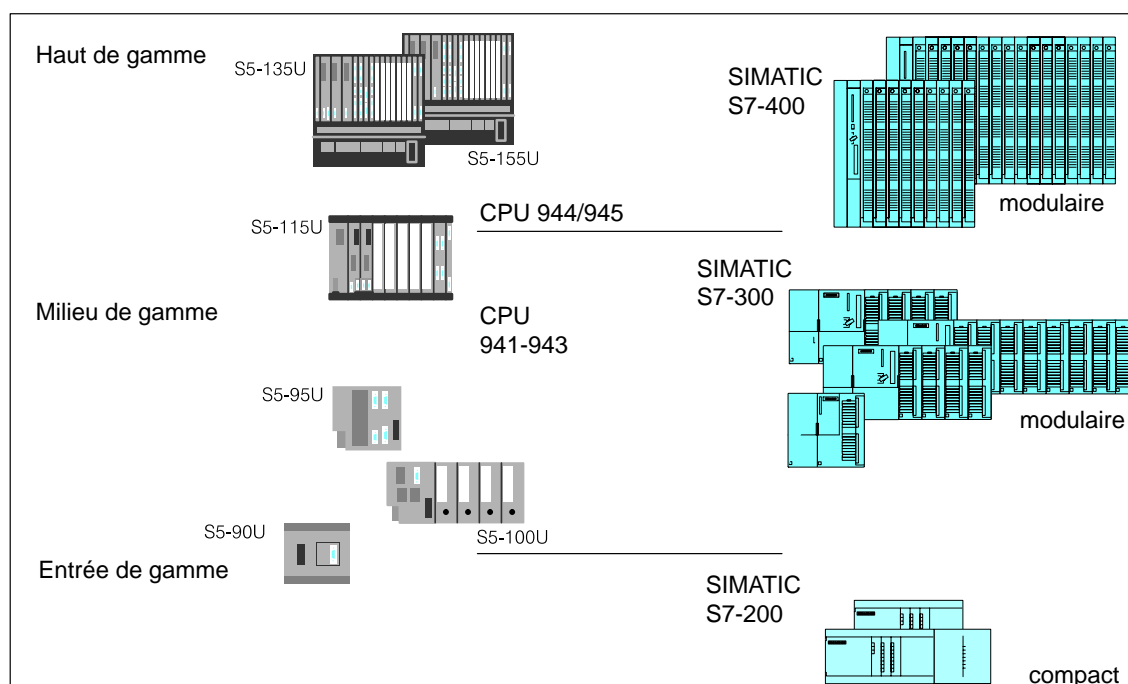 Haut de gamme
S5-135U
S5-155U
SIMATIC
S7-400
modulaire
S5-115U
CPU 944/945
SIMATIC
S7-300
Milieu de gamme
CPU
941-943
S5-95U
modulaire
S5-90U
S5-100U
Entrée de gamme
SIMATIC
S7-200
compact